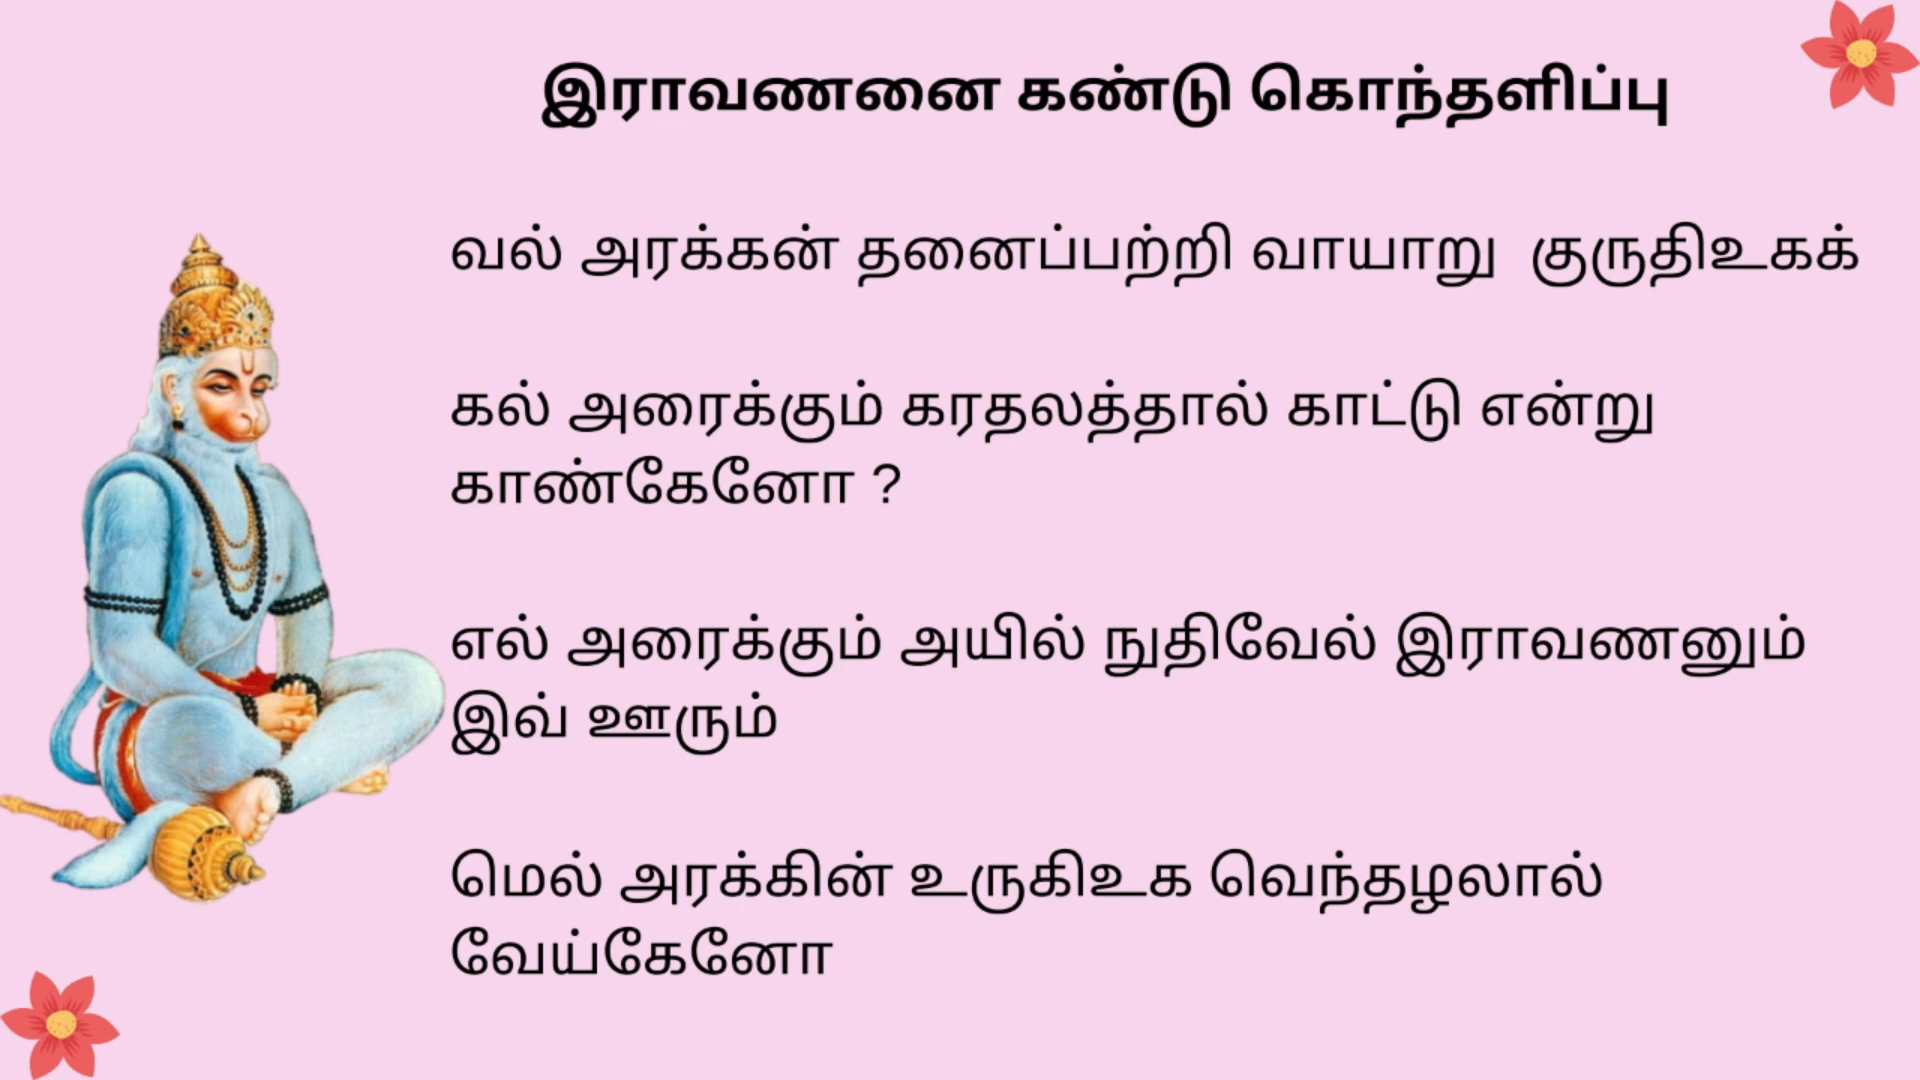 இராவணனை கண்டு கொந்தளிப்பு
வல் அரக்கன் தனைப்பற்றி வாயாறு குருதிஉகக்
கல் அரைக்கும் கரதலத்தால் காட்டு என்று
காண்கேனோ ?
எல் அரைக்கும் அயில் நுதிவேல் இராவணனும்
இவ் ஊரும்
மெல் அரக்கின் உருகிஉக வெந்தழலால்
வேய்கேனோ